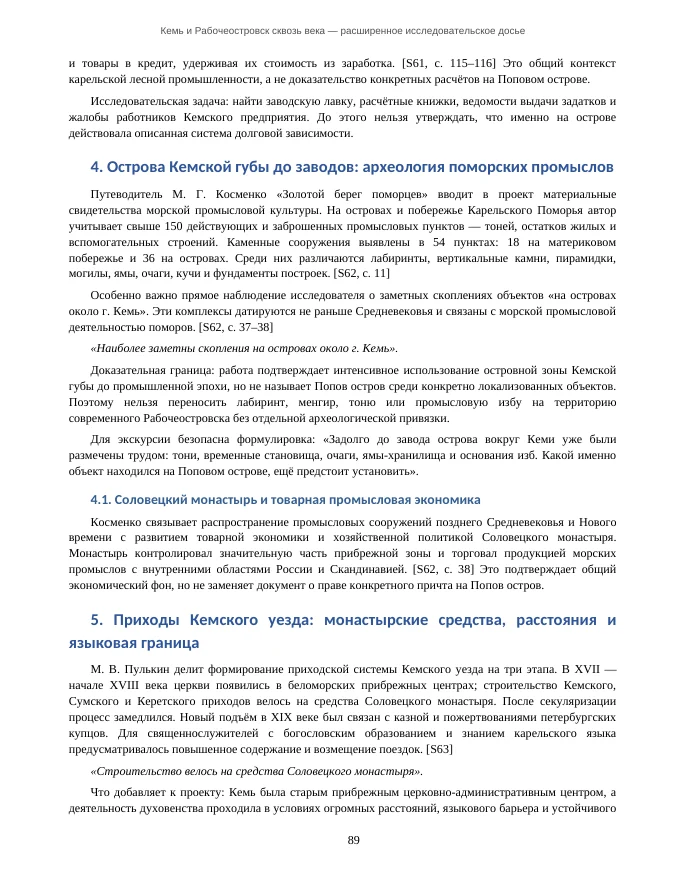 Кемь и Рабочеостровск сквозь века — расширенное исследовательское досье
и товары в кредит, удерживая их стоимость из заработка. [S61, с. 115–116] Это общий контекст
карельской лесной промышленности, а не доказательство конкретных расчётов на Поповом острове.
Исследовательская задача: найти заводскую лавку, расчётные книжки, ведомости выдачи задатков и
жалобы работников Кемского предприятия. До этого нельзя утверждать, что именно на острове
действовала описанная система долговой зависимости.
4. Острова Кемской губы до заводов: археология поморских промыслов
Путеводитель М. Г. Косменко «Золотой берег поморцев» вводит в проект материальные
свидетельства морской промысловой культуры. На островах и побережье Карельского Поморья автор
учитывает свыше 150 действующих и заброшенных промысловых пунктов — тоней, остатков жилых и
вспомогательных строений. Каменные сооружения выявлены в 54 пунктах: 18 на материковом
побережье и 36 на островах. Среди них различаются лабиринты, вертикальные камни, пирамидки,
могилы, ямы, очаги, кучи и фундаменты построек. [S62, с. 11]
Особенно важно прямое наблюдение исследователя о заметных скоплениях объектов «на островах
около г. Кемь». Эти комплексы датируются не раньше Средневековья и связаны с морской промысловой
деятельностью поморов. [S62, с. 37–38]
«Наиболее заметны скопления на островах около г. Кемь».
Доказательная граница: работа подтверждает интенсивное использование островной зоны Кемской
губы до промышленной эпохи, но не называет Попов остров среди конкретно локализованных объектов.
Поэтому нельзя переносить лабиринт, менгир, тоню или промысловую избу на территорию
современного Рабочеостровска без отдельной археологической привязки.
Для экскурсии безопасна формулировка: «Задолго до завода острова вокруг Кеми уже были
размечены трудом: тони, временные становища, очаги, ямы-хранилища и основания изб. Какой именно
объект находился на Поповом острове, ещё предстоит установить».
4.1. Соловецкий монастырь и товарная промысловая экономика
Косменко связывает распространение промысловых сооружений позднего Средневековья и Нового
времени с развитием товарной экономики и хозяйственной политикой Соловецкого монастыря.
Монастырь контролировал значительную часть прибрежной зоны и торговал продукцией морских
промыслов с внутренними областями России и Скандинавией. [S62, с. 38] Это подтверждает общий
экономический фон, но не заменяет документ о праве конкретного причта на Попов остров.
5. Приходы Кемского уезда: монастырские средства, расстояния и
языковая граница
М. В. Пулькин делит формирование приходской системы Кемского уезда на три этапа. В XVII —
начале XVIII века церкви появились в беломорских прибрежных центрах; строительство Кемского,
Сумского и Керетского приходов велось на средства Соловецкого монастыря. После секуляризации
процесс замедлился. Новый подъём в XIX веке был связан с казной и пожертвованиями петербургских
купцов. Для священнослужителей с богословским образованием и знанием карельского языка
предусматривалось повышенное содержание и возмещение поездок. [S63]
«Строительство велось на средства Соловецкого монастыря».
Что добавляет к проекту: Кемь была старым прибрежным церковно-административным центром, а
деятельность духовенства проходила в условиях огромных расстояний, языкового барьера и устойчивого
89